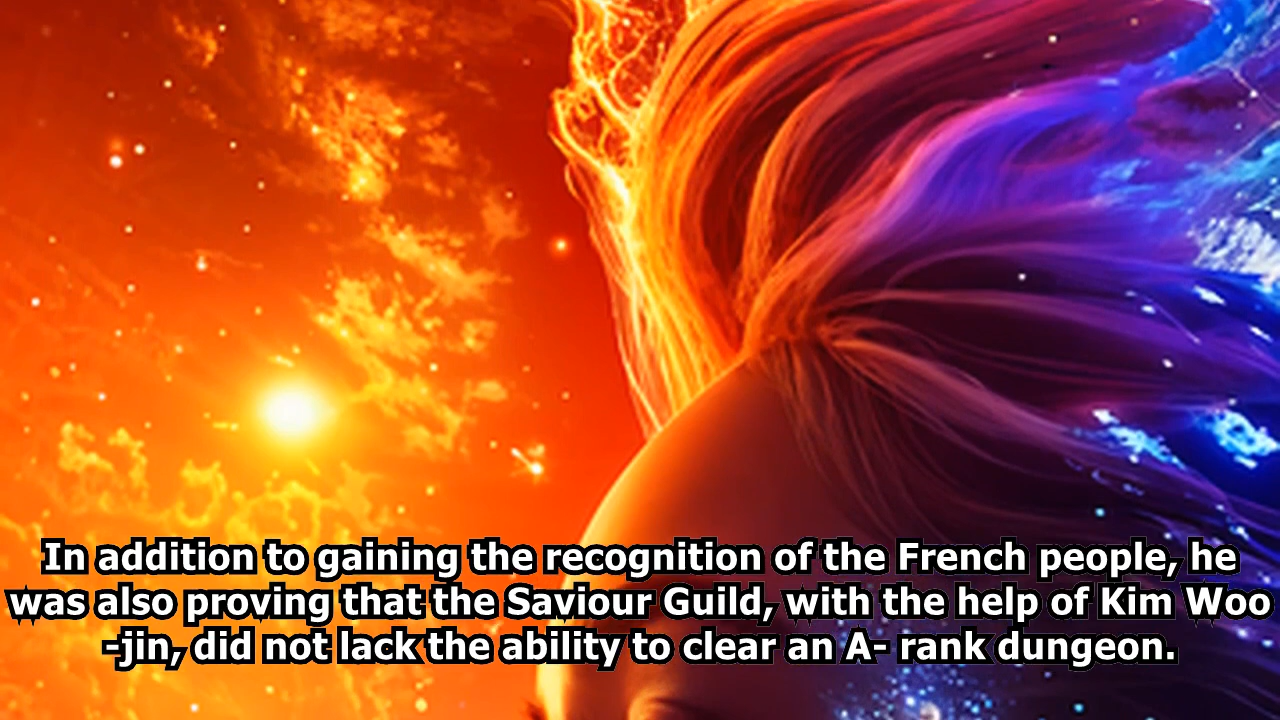 In addition to gaining the recognition of the French people, he
was also proving that the Saviour Guild, with the help of Kim Woo
-jin, did not lack the ability to clear an A- rank dungeon.